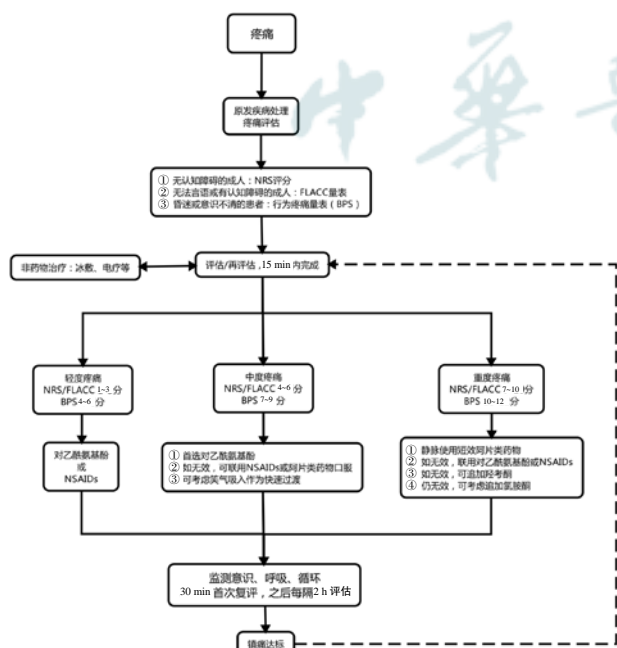 疼痛
原发疾病处理
疼痛评估
① 无认知障碍的成人：NRS评分
② 无法言语或有认知障碍的成人：FLACC量表
③ 昏迷或意识不清的患者：行为疼痛量表（BPS）
非药物治疗：冰敷、电疗等
评估/再评估，15 min 内完成
轻度疼痛
NRS/FLACC 1~3 分
BPS 4~6 分
中度疼痛
NRS/FLACC 4~6 分
BPS 7~9 分
重度疼痛
NRS/FLACC 7~10 分
BPS 10~12 分
对乙酰氨基酚
或
NSAIDs
① 首选对乙酰氨基酚
② 如无效，可联用NSAIDs或阿片类药物口服
③ 可考虑笑气吸入作为快速过渡
① 静脉使用短效阿片类药物
② 如无效，联用对乙酰氨基酚或NSAIDs
③ 如无效，可追加羟考酮
④ 仍无效，可考虑追加氯胺酮
监测意识、呼吸、循环
30 min 首次复评，之后每隔2 h 评估
镇痛达标
中華